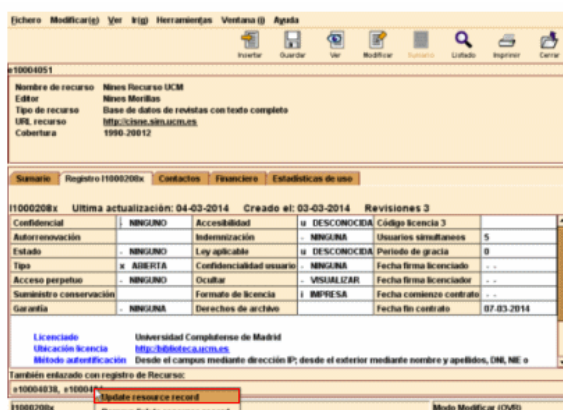 Fichero Modificar(e) Ver Ir(g) Herramientas Ventana (i) Ayuda
Insertar Guardar Ver Modificar Sumario Listado Imprimir Cerrar
e10004051
Nombre de recurso Nines Recurso UCM
Editor Nines Morillas
Tipo de recurso Base de datos de revistas con texto completo
URL recurso http://cisne.sim.ucm.es
Cobertura 1990-20012
Sumario Registro l1000208x Contactos Financiero Estadísticas de uso
l1000208x Ultima actualización: 04-03-2014 Creado el: 03-03-2014 Revisiones 3
Confidencial - NINGUNO Accesibilidad u DESCONOCIDA Código licencia 3
Autorrenovación Indemnización - NINGUNA Usuarios simultaneos 5
Estado - NINGUNO Ley aplicable u DESCONOCIDA Periodo de gracia 0
Tipo x ABIERTA Confidencialidad usuario - NINGUNA Fecha firma licenciado - -
Acceso perpetuo - NINGUNO Ocultar - VISUALIZAR Fecha firma licenciador - -
Suministro conservación Formato de licencia i IMPRESA Fecha comienzo contrato - -
Garantía - NINGUNA Derechos de archivo Fecha fin contrato 07-03-2014
Licenciado Universidad Complutense de Madrid
Ubicación licencia http:/biblioteca.ucm.es
Método autentificación Desde el campus mediante dirección IP; desde el exterior mediante nombre y apellidos, DNI, NIE o
También enlazado con registro de Recurso:
e10004038, e10004
Update resource record
l1000208x Modo Modificar (OVR)